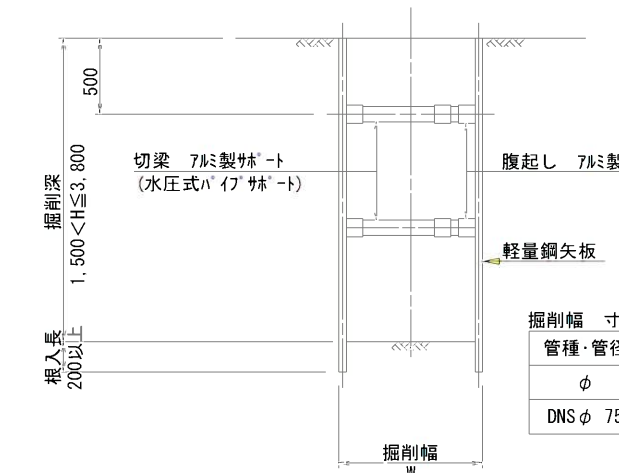 500
掘削深
1,500<H≦3,800
切梁 アルミ製サポート
(水圧式パイプサポート)
腹起し アルミ製
軽量鋼矢板
根入長
200以上
掘削幅 寸
管種・管径
φ
DNSφ 75
掘削幅
W